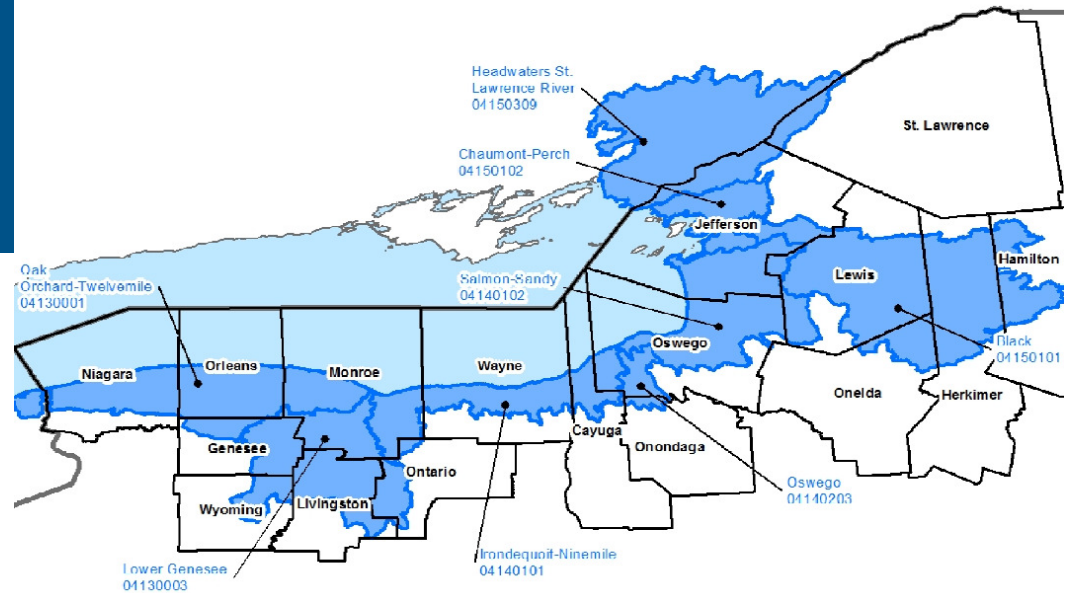 Headwaters St.
Lawrence River
04150309
St. Lawrence
Chaumont-Perch
04150102
Jefferson
Oak
Orchard-Twelvemile
04130001
Salmon-Sandy
04140102
Lewis
Hamilton
Black
04150101
Niagara
Orleans
Monroe
Wayne
Oswego
Oneida
Herkimer
Genesee
Cayuga
Onondaga
Ontario
Wyoming
Livingston
Oswego
04140203
Lower Genesee
04130003
Irondequoit-Ninemile
04140101